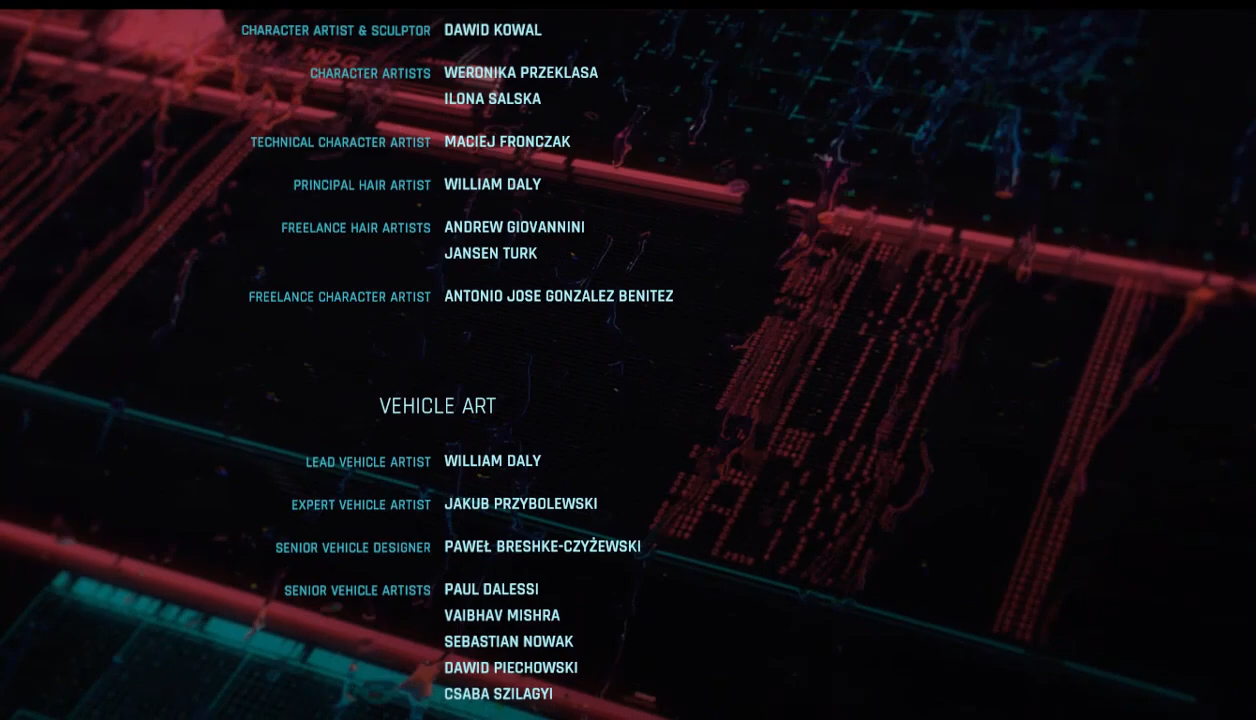 CHARACTER ARTIST & SCULPTOR DAWID KOWAL
CHARACTER ARTISTS WERONIKA PRZEKLASA
ILONA SALSKA
TECHNICAL CHARACTER ARTIST MACIEJ FRONCZAK
PRINCIPAL HAIR ARTIST WILLIAM DALY
FREELANCE HAIR ARTISTS ANDREW GIOVANNINI
JANSEN TURK
FREELANCE CHARACTER ARTIST ANTONIO JOSE GONZALEZ BENITEZ
VEHICLE ART
LEAD VEHICLE ARTIST WILLIAM DALY
EXPERT VEHICLE ARTIST JAKUB PRZYBOLEWSKI
SENIOR VEHICLE DESIGNER PAWEŁ BRESHKE-CZYŻEWSKI
SENIOR VEHICLE ARTISTS PAUL DALESSI
VAIBHAV MISHRA
SEBASTIAN NOWAK
DAWID PIECHOWSKI
CSABA SZILAGYI